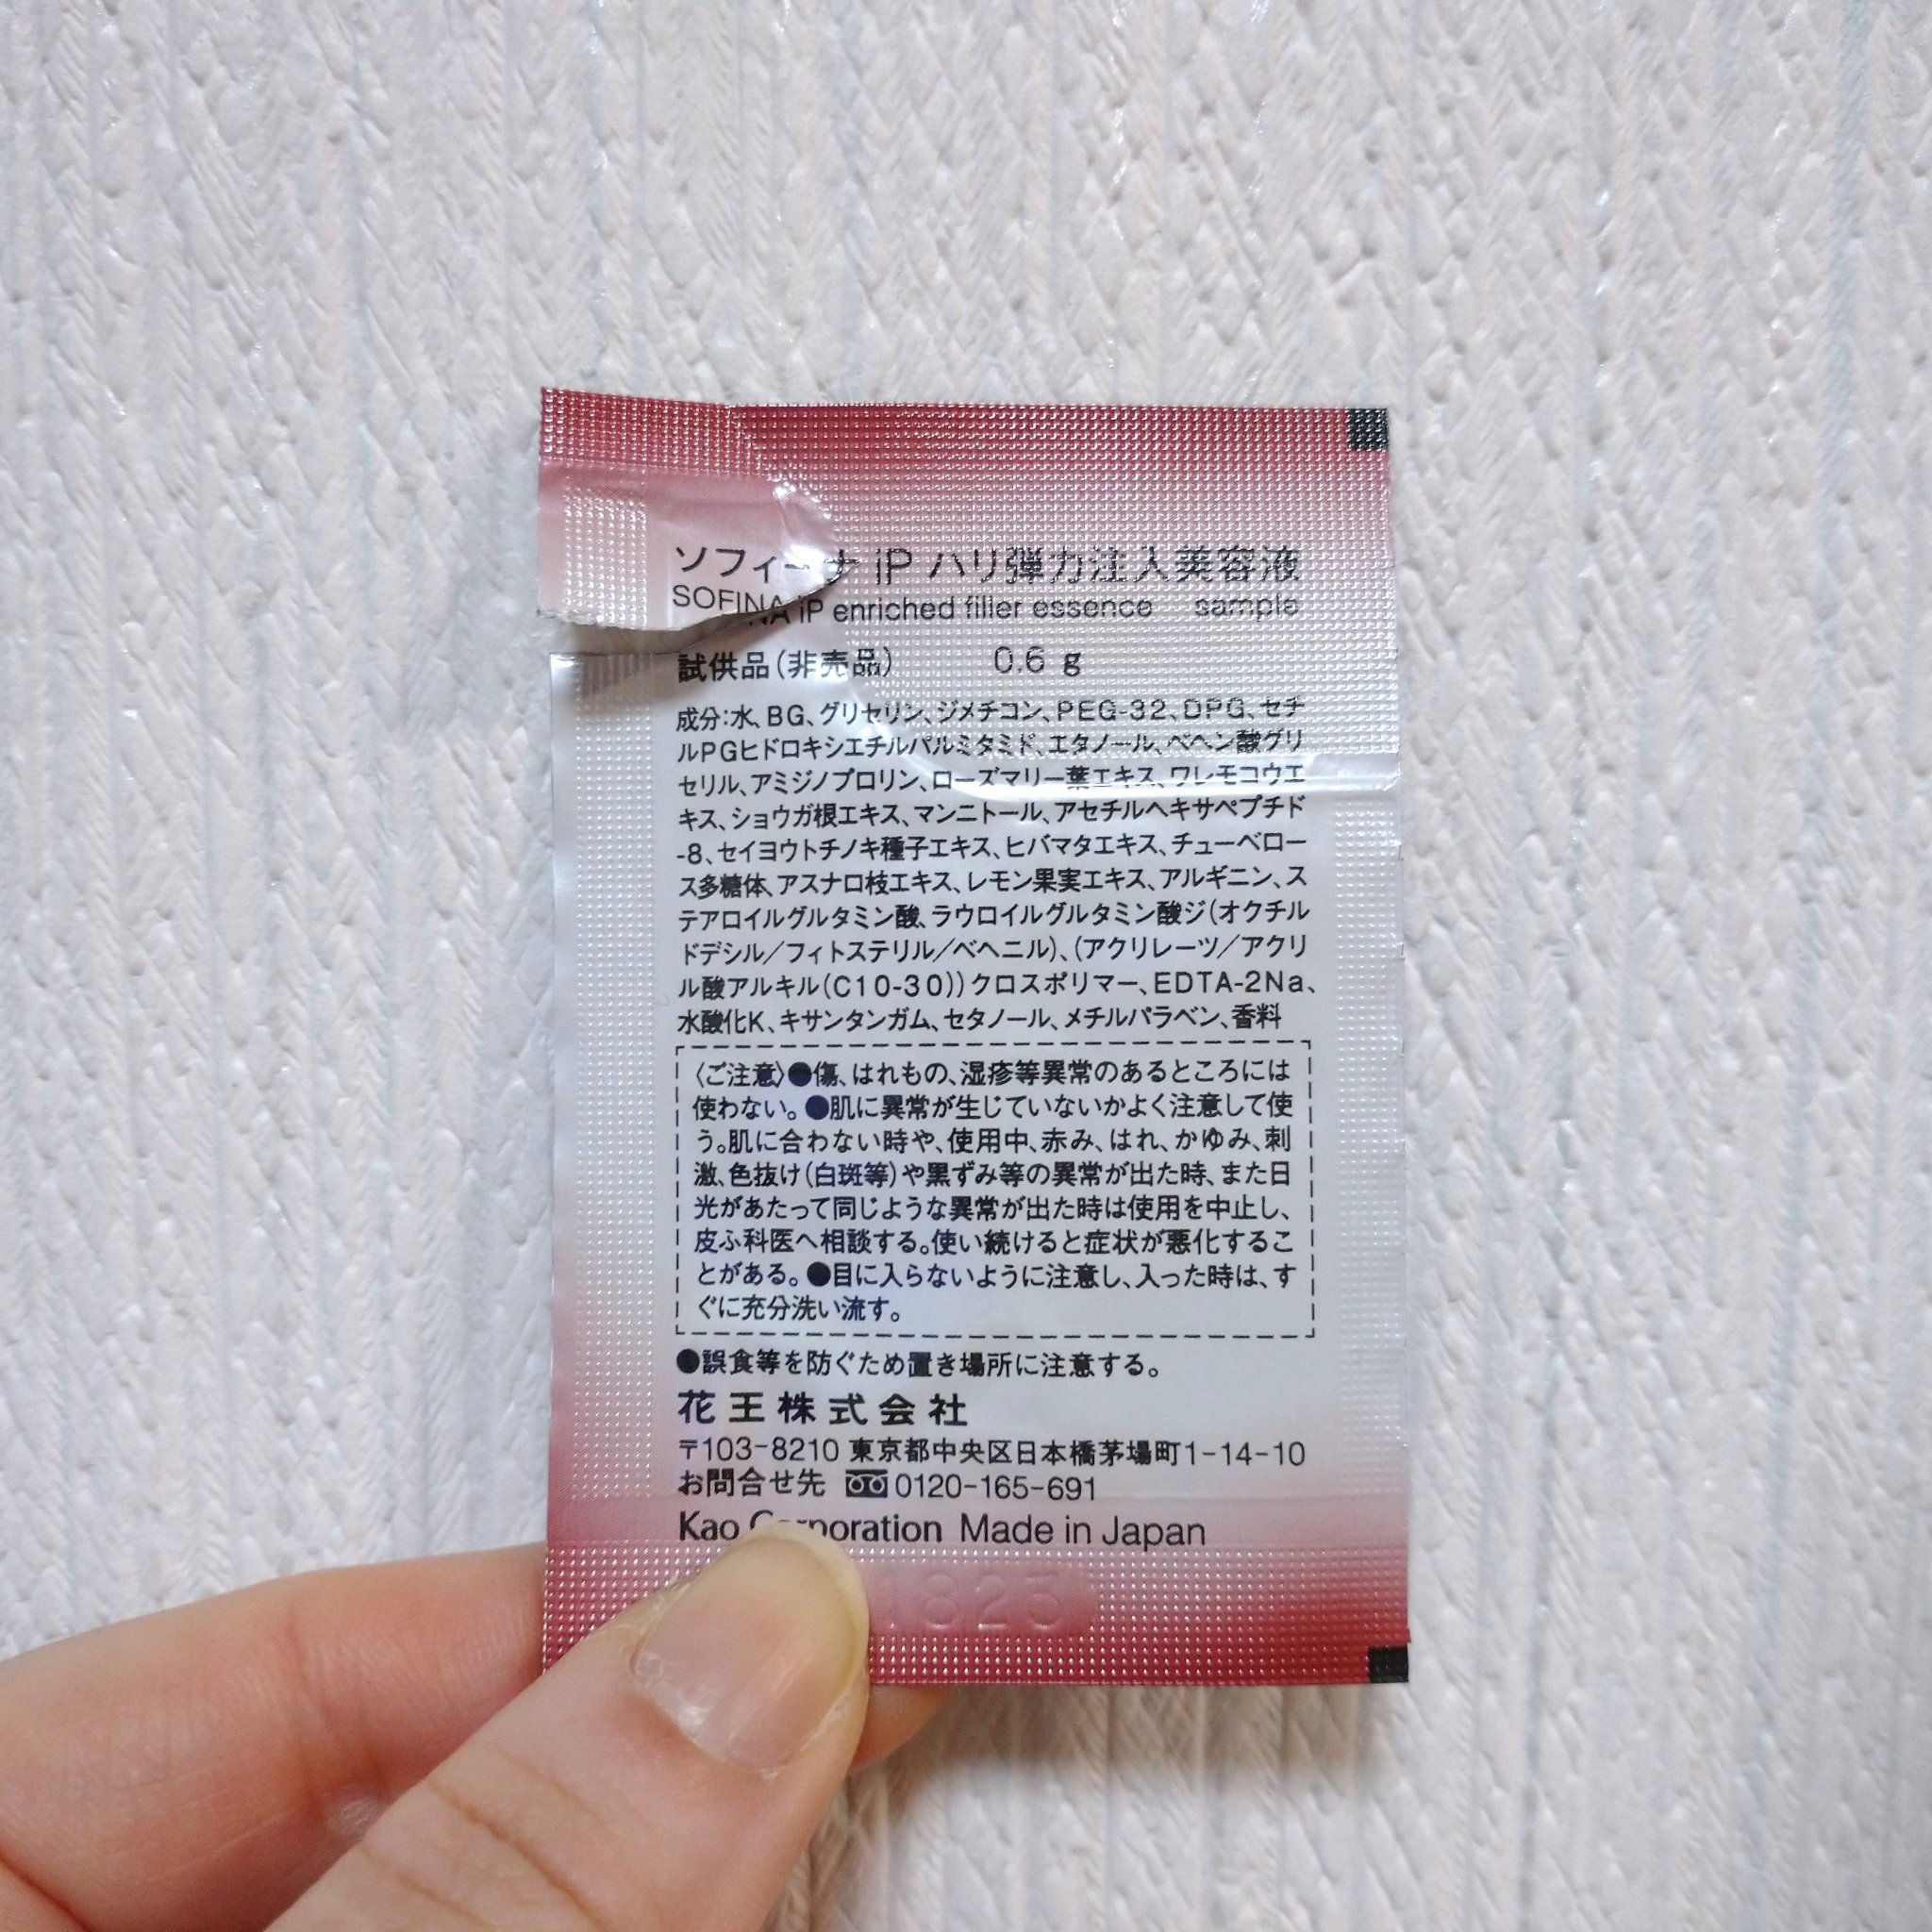 ソフィーナ iP ハリ弾力注入美容液
SOFINA iP enriched filler essence sample
試供品(非売品) 0.6 g
成分:水、BG、グリセリン、ジメチコン、PEG-32、DPG、セチ
ルPGヒドロキシエチルパルミタミド、エタノール、ベヘン酸グリ
セリル、アミジノプロリン、ローズマリー葉エキス、ワレモコウエ
キス、ショウガ根エキス、マンニトール、アセチルヘキサペプチド
-8、セイヨウトチノキ種子エキス、ヒバマタエキス、チューベロー
ス多糖体、アスナロ枝エキス、レモン果実エキス、アルギニン、ス
テアロイルグルタミン酸、ラウロイルグルタミン酸ジ(オクチル
ドデシル/フィトステリル/ベヘニル)、(アクリレーツ/アクリ
ル酸アルキル(C10-30))クロスポリマー、EDTA-2Na、
水酸化K、キサンタンガム、セタノール、メチルパラベン、香料
〈ご注意〉●傷、はれもの、湿疹等異常のあるところには
使わない。●肌に異常が生じていないかよく注意して使
う。肌に合わない時や、使用中、赤み、はれ、かゆみ、刺
激、色抜け(白斑等)や黒ずみ等の異常が出た時、また日
光があたって同じような異常が出た時は使用を中止し、
皮ふ科医へ相談する。使い続けると症状が悪化するこ
とがある。●目に入らないように注意し、入った時は、す
ぐに充分洗い流す。
●誤食等を防ぐため置き場所に注意する。
花王株式会社
〒103-8210 東京都中央区日本橋茅場町1-14-10
お問合せ先 0120-165-691
Kao Corporation Made in Japan
1825